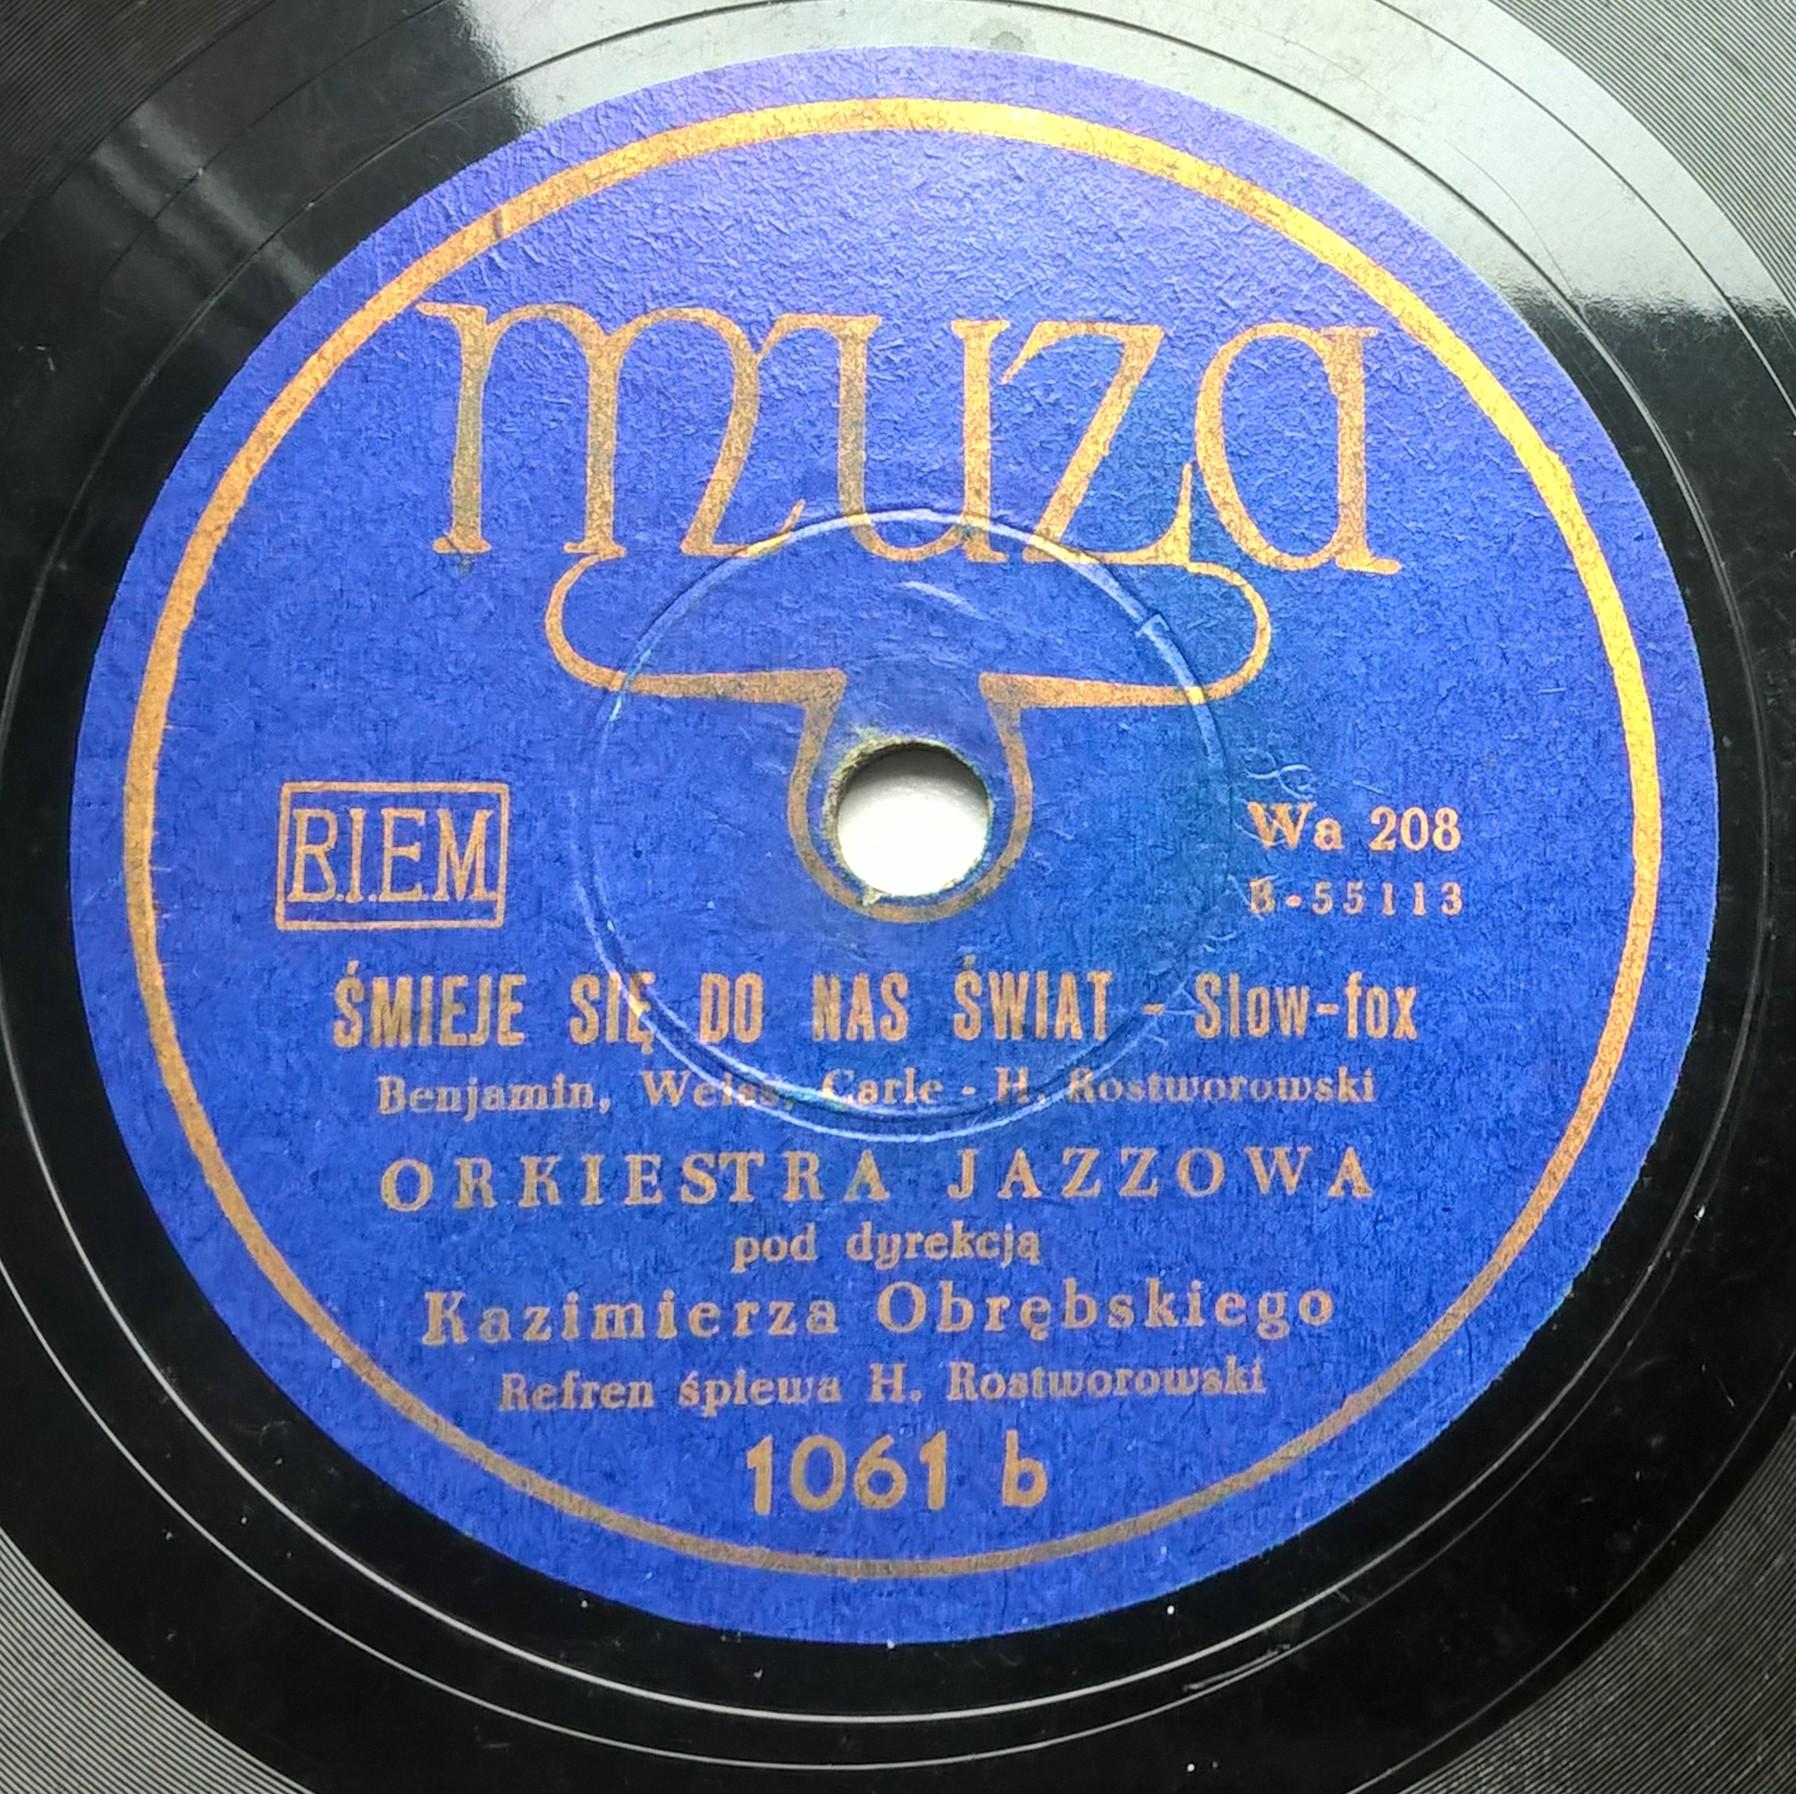 muza
B.I.E.M.
Wa 208
B-55113
ŚMIEJE SIĘ DO NAS ŚWIAT - Slow-fox
Benjamin, Weiss, Carle - H. Rostworowski
ORKIESTRA JAZZOWA
pod dyrekcją
Kazimierza Obrębskiego
Refren śpiewa H. Rostworowski
1061 b